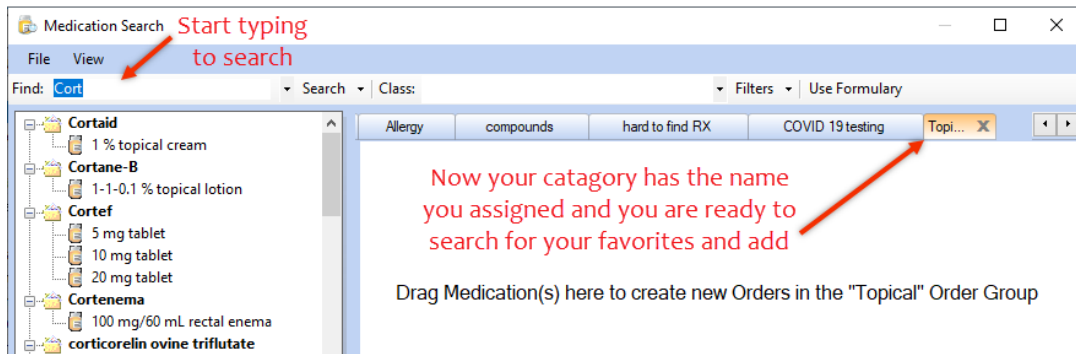 Medication Search
Start typing
to search
File View
Find: Cort Search Class: Filters Use Formulary
Cortaid
1 % topical cream
Cortane-B
1-1-0.1 % topical lotion
Cortef
5 mg tablet
10 mg tablet
20 mg tablet
Cortenema
100 mg/60 mL rectal enema
corticorelin ovine triflutate
Allergy compounds hard to find RX COVID 19 testing Topi... X
Now your catagory has the name
you assigned and you are ready to
search for your favorites and add
Drag Medication(s) here to create new Orders in the "Topical" Order Group